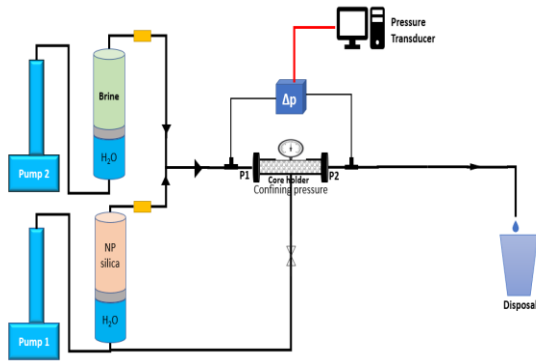 Pressure
Transducer
Δp
Brine
H₂O
Pump 2
P1
P2
Core Holder
Confining pressure
NP
silica
H₂O
Pump 1
Disposal